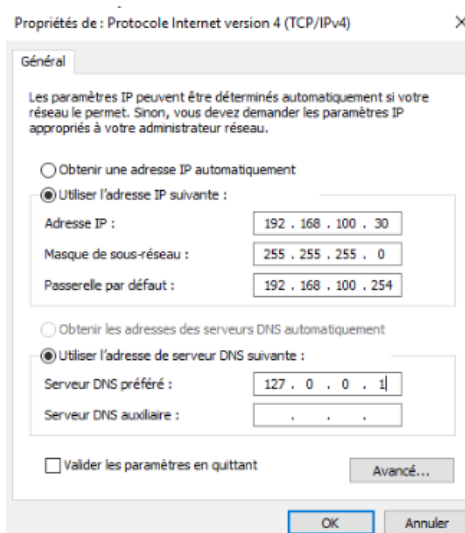 Propriétés de : Protocole Internet version 4 (TCP/IPv4)
Général
Les paramètres IP peuvent être déterminés automatiquement si votre
réseau le permet. Sinon, vous devez demander les paramètres IP
appropriés à votre administrateur réseau.
Obtenir une adresse IP automatiquement
Utiliser l'adresse IP suivante :
Adresse IP : 192 . 168 . 100 . 30
Masque de sous-réseau : 255 . 255 . 255 . 0
Passerelle par défaut : 192 . 168 . 100 . 254
Obtenir les adresses des serveurs DNS automatiquement
Utiliser l'adresse de serveur DNS suivante :
Serveur DNS préféré : 127 . 0 . 0 . 1
Serveur DNS auxiliaire : . . .
Valider les paramètres en quittant
Avancé...
OK Annuler